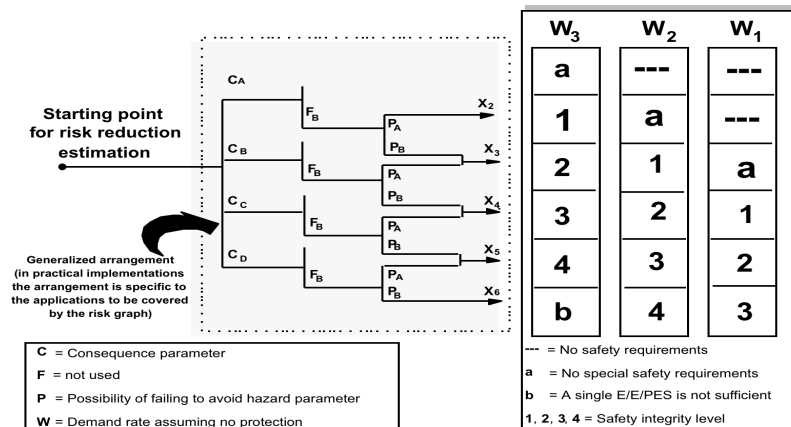 Starting point
for risk reduction
estimation
Generalized arrangement
(in practical implementations
the arrangement is specific to
the applications to be covered
by the risk graph)
CA
FB
PA
X2
PB
X3
CB
FB
PA
PB
X4
CC
FB
PA
PB
X5
CD
FB
PA
PB
X6
W3 W2 W1
a --- ---
1 a ---
2 1 a
3 2 1
4 3 2
b 4 3
C = Consequence parameter
F = not used
P = Possibility of failing to avoid hazard parameter
W = Demand rate assuming no protection
--- = No safety requirements
a = No special safety requirements
b = A single E/E/PES is not sufficient
1, 2, 3, 4 = Safety integrity level